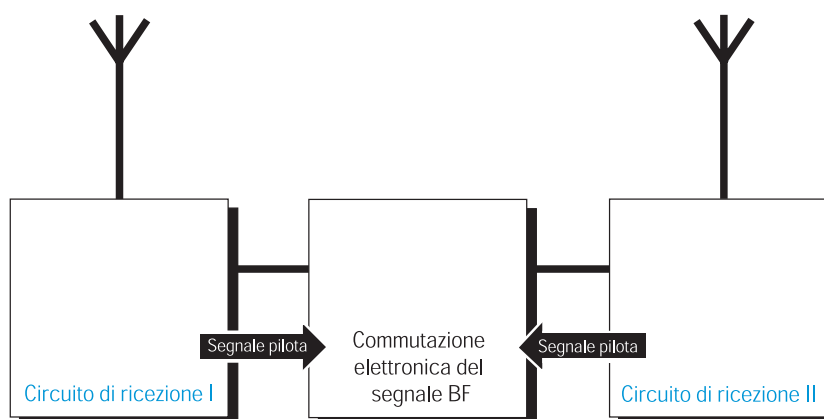 Segnale pilota
Commutazione
elettronica del
segnale BF
Segnale pilota
Circuito di ricezione I
Circuito di ricezione II